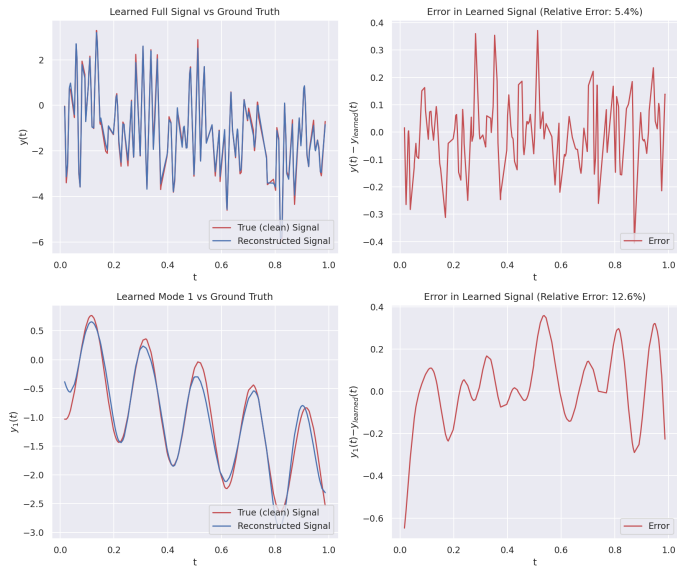 Learned Full Signal vs Ground Truth
y(t)
2
0
−2
−4
−6
True (clean) Signal
Reconstructed Signal
0.0 0.2 0.4 0.6 0.8 1.0
t
Error in Learned Signal (Relative Error: 5.4%)
y(t) − y_learned(t)
0.4
0.3
0.2
0.1
0.0
−0.1
−0.2
−0.3
−0.4
Error
0.0 0.2 0.4 0.6 0.8 1.0
t
Learned Mode 1 vs Ground Truth
y₁(t)
0.5
0.0
−0.5
−1.0
−1.5
−2.0
−2.5
−3.0
True (clean) Signal
Reconstructed Signal
0.0 0.2 0.4 0.6 0.8 1.0
t
Error in Learned Signal (Relative Error: 12.6%)
y₁(t)−y_learned(t)
0.4
0.2
0.0
−0.2
−0.4
−0.6
Error
0.0 0.2 0.4 0.6 0.8 1.0
t